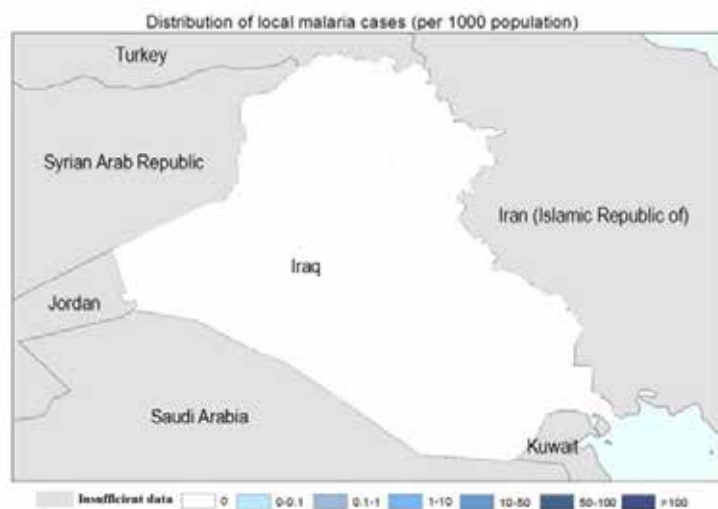 Distribution of local malaria cases (per 1000 population)
Turkey
Syrian Arab Republic
Iran (Islamic Republic of)
Iraq
Jordan
Saudi Arabia
Kuwait
Insufficient data 0 0-0.1 0.1-1 1-10 10-50 50-100 >100